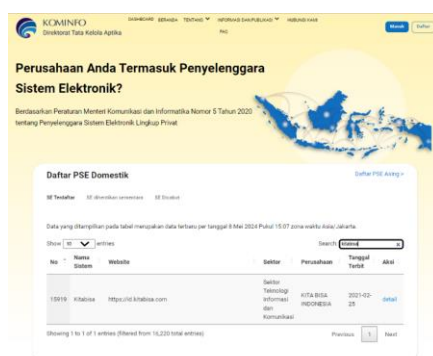 KOMINFO
Direktorat Tata Kelola Aptika
DASHBOARD BERANDA TENTANG INFORMASI DAN PUBLIKASI HUBUNGI KAMI
FAQ
Masuk Daftar
Perusahaan Anda Termasuk Penyelenggara
Sistem Elektronik?
Berdasarkan Peraturan Menteri Komunikasi dan Informatika Nomor 5 Tahun 2020
tentang Penyelenggara Sistem Elektronik Lingkup Privat
Daftar PSE Domestik
Daftar PSE Asing >
SE Terdaftar SE dihentikan sementara SE Dicabut
Data yang ditampilkan pada tabel merupakan data terbaru per tanggal 8 Mei 2024 Pukul 15:07 zona waktu Asia/Jakarta.
Show 10 entries
Search: kitabisa
No Nama Sistem Website Sektor Perusahaan Tanggal Terbit Aksi
15919 Kitabisa https://id.kitabisa.com Sektor Teknologi Informasi dan Komunikasi KITA BISA INDONESIA 2021-02-25 detail
Showing 1 to 1 of 1 entries (filtered from 16,220 total entries)
Previous 1 Next